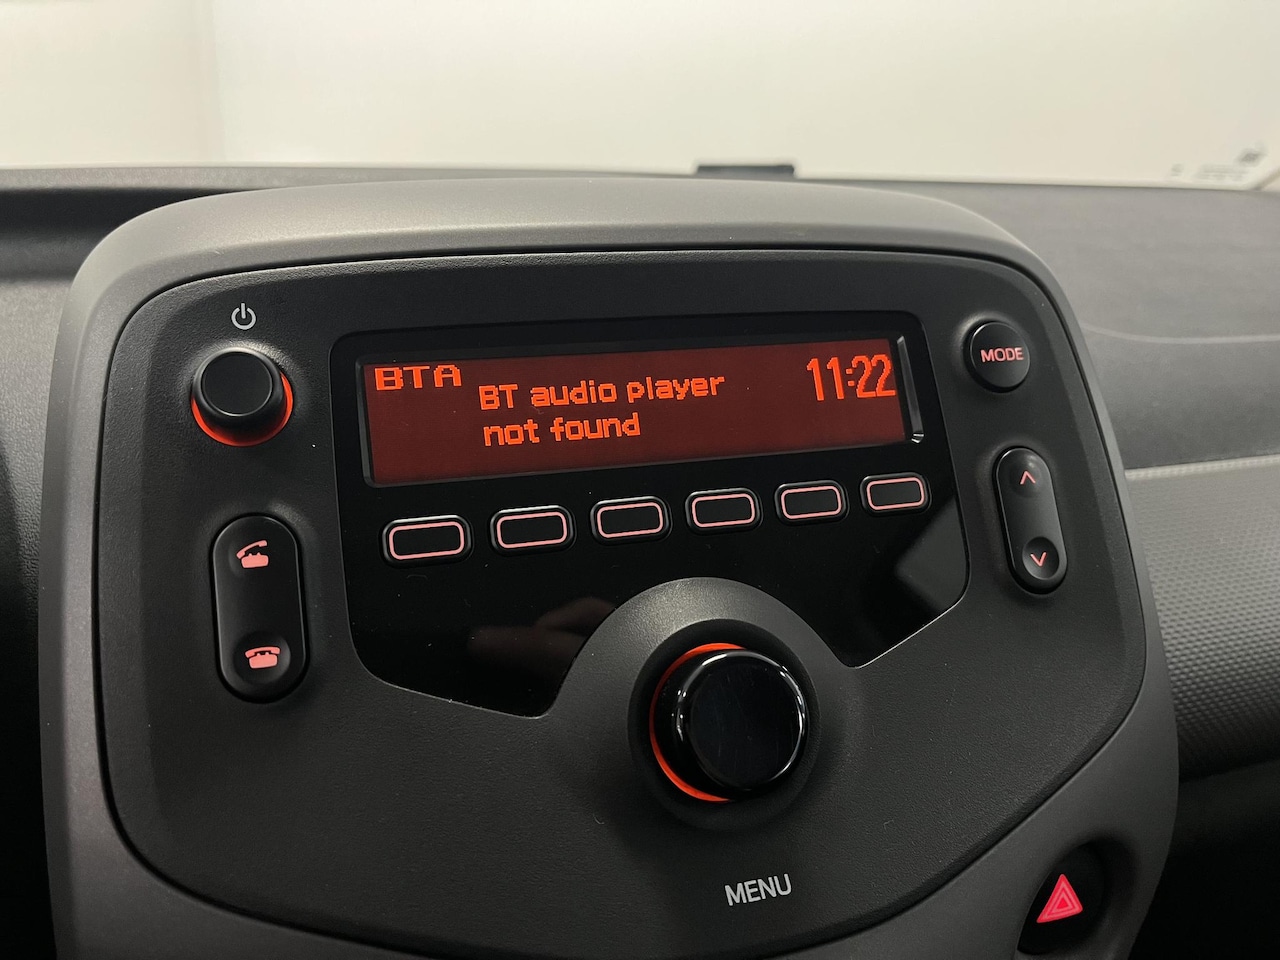 BTA
BT audio player
not found
11:22
MODE
MENU